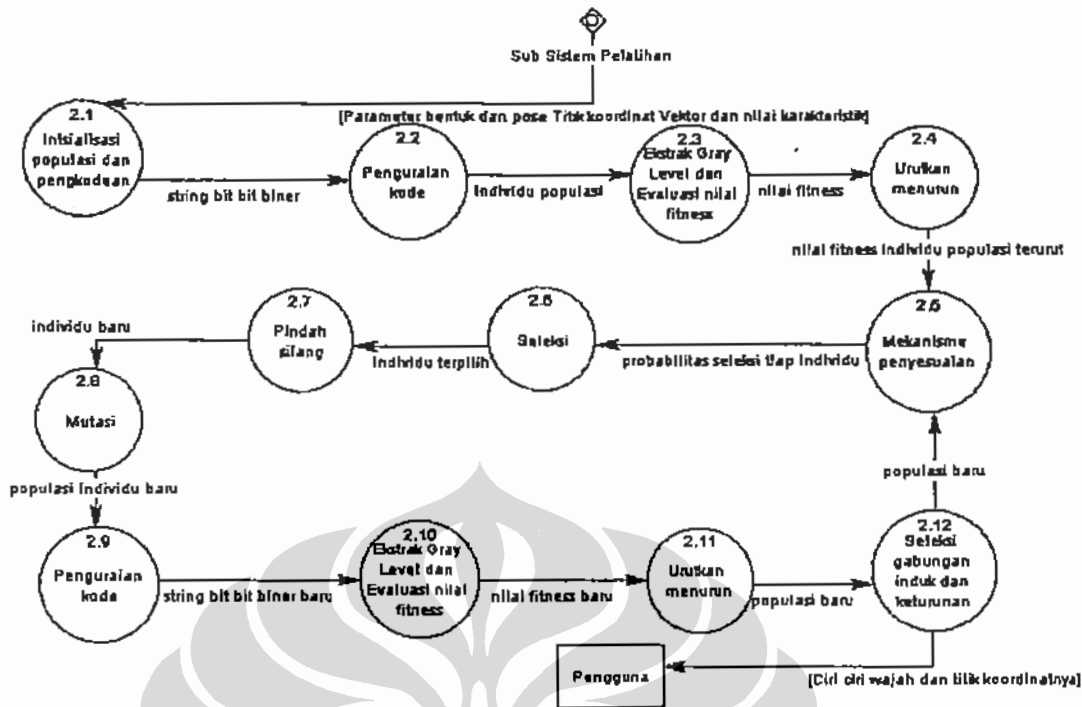 Sub Sistem Pelatihan
[Parameter bentuk dan pose Titik koordinat Vektor dan nilai karakteristik]
2.1
Inisialisasi
populasi dan
pengkodean
string bit bit biner
2.2
Penguraian
kode
Individu populasi
2.3
Ekstrak Gray
Level dan
Evaluasi nilai
fitness
nilai fitness
2.4
Urutkan
menurun
nilai fitness Individu populasi terurut
2.5
Mekanisme
penyesuaian
probabilitas seleksi tiap Individu
2.6
Seleksi
Individu terpilih
2.7
Pindah
silang
individu baru
2.8
Mutasi
populasi Individu baru
2.9
Penguraian
kode
string bit bit biner baru
2.10
Ekstrak Gray
Level dan
Evaluasi nilai
fitness
nilai fitness baru
2.11
Urutkan
menurun
populasi baru
2.12
Seleksi
gabungan
induk dan
keturunan
populasi baru
[Ciri ciri wajah dan titik koordinatnya]
Pengguna